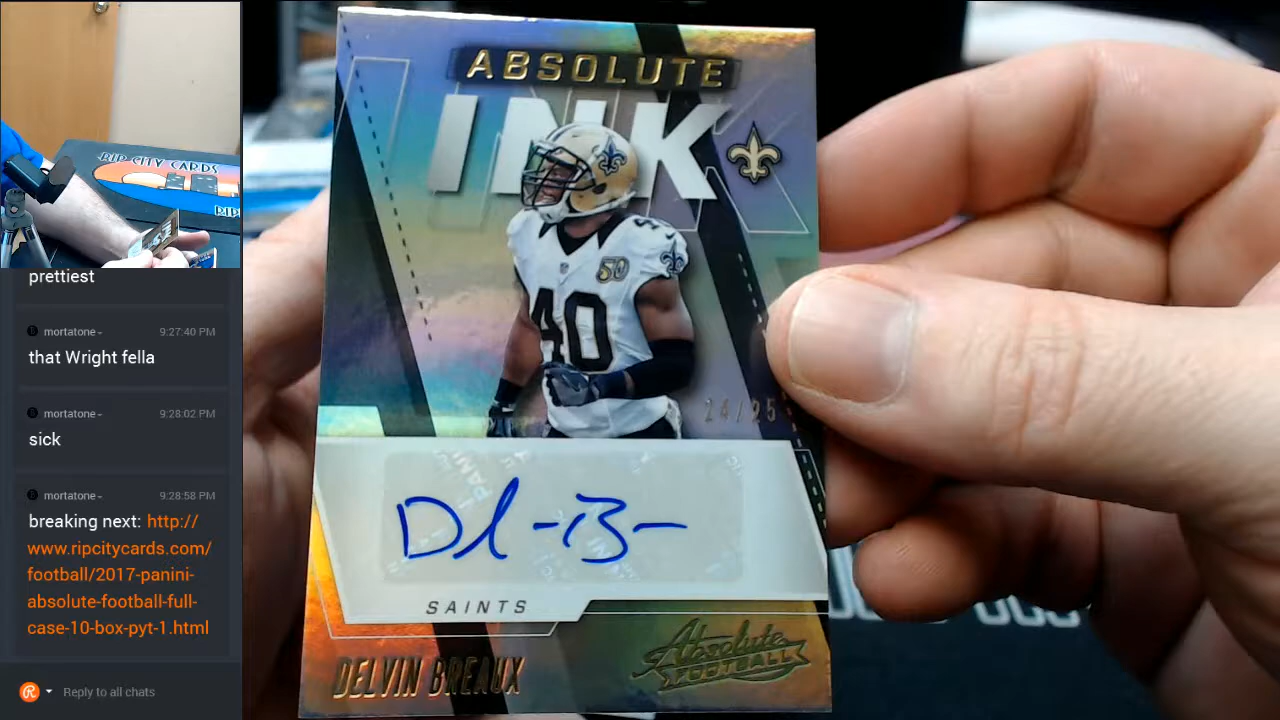 RIP CITY CARDS
prettiest
mortatone-
9:27:40 PM
that Wright fella
mortatone-
9:28:02 PM
sick
mortatone-
9:28:58 PM
breaking next: http://
www.ripcitycards.com/
football/2017-panini-
absolute-football-full-
case-10-box-pyt-1.html
Reply to all chats
ABSOLUTE
INK
40
50
40
24/25
PANINI
SAINTS
DELVIN BREAUX
Absolute
FOOTBALL